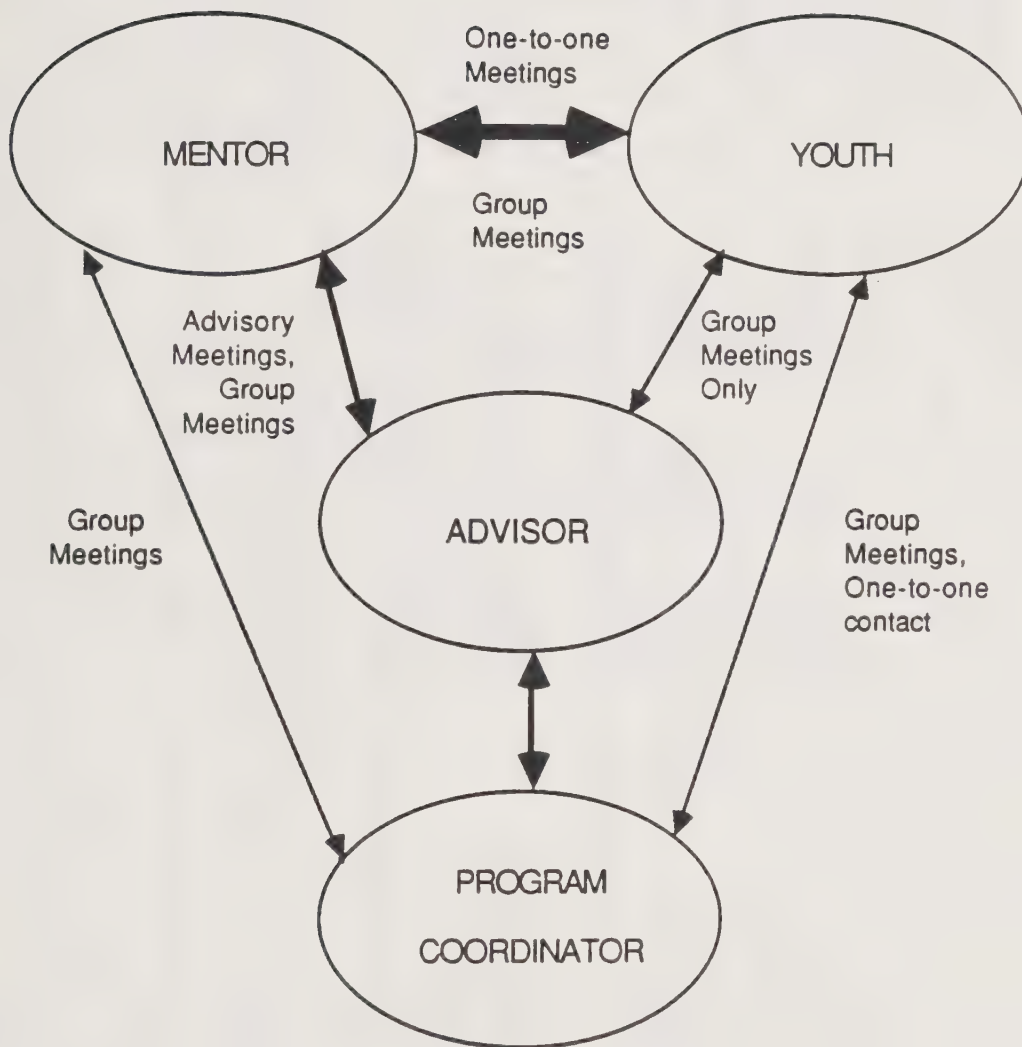 One-to-one
Meetings
MENTOR
YOUTH
Group
Meetings
Advisory
Meetings,
Group
Meetings
Group
Meetings
Only
Group
Meetings
ADVISOR
Group
Meetings,
One-to-one
contact
PROGRAM
COORDINATOR